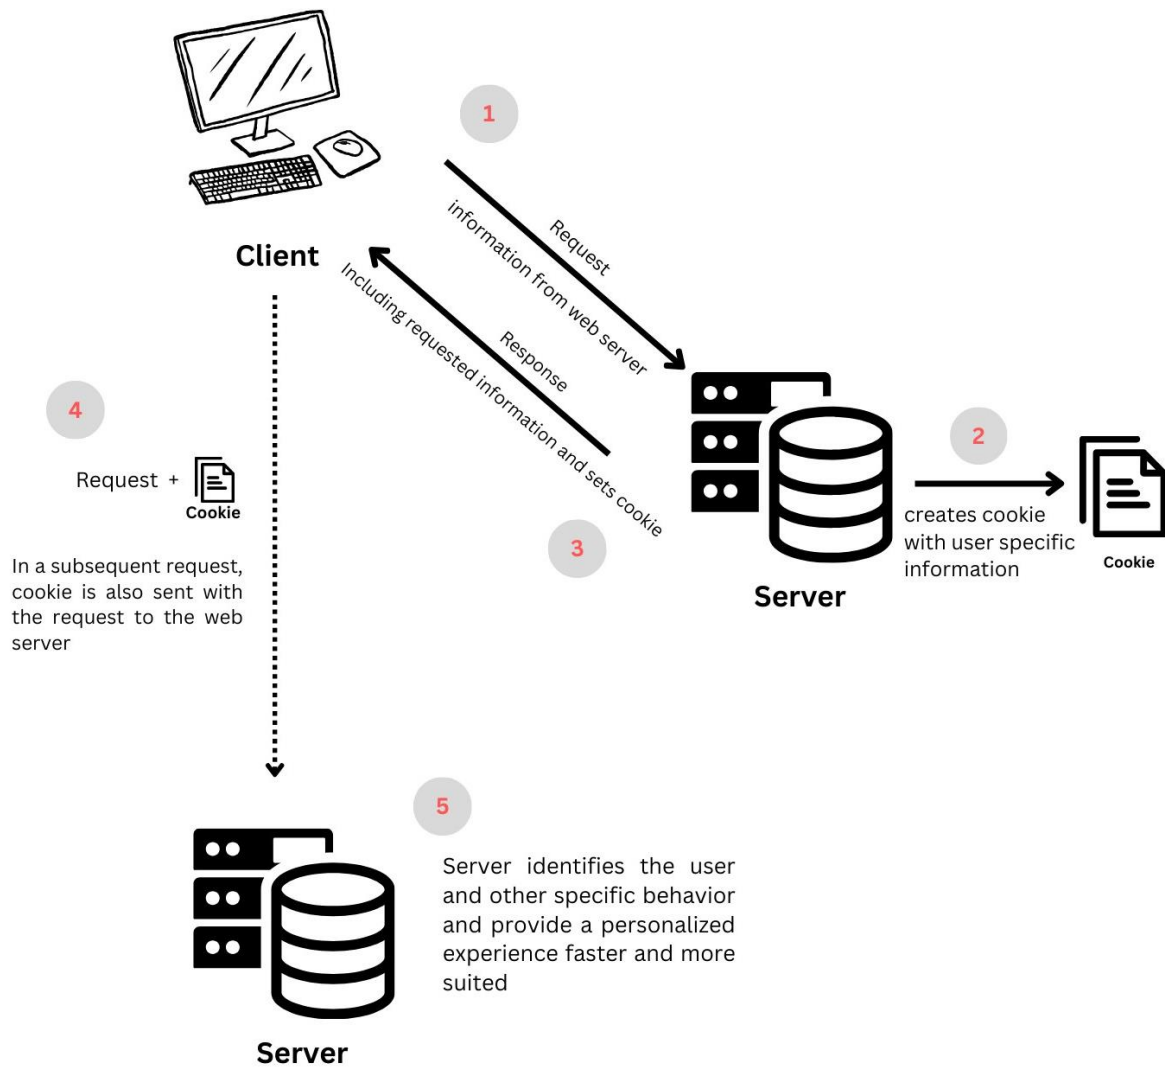 1
Request
information from web server
Client
Response
Including requested information and sets cookie
2
creates cookie
with user specific
information
Cookie
Server
3
4
Request +
Cookie
In a subsequent request,
cookie is also sent with
the request to the web
server
5
Server identifies the user
and other specific behavior
and provide a personalized
experience faster and more
suited
Server